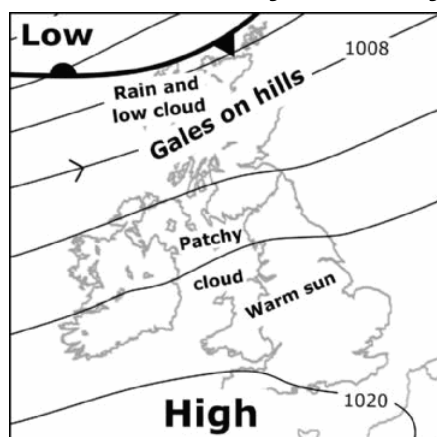 Low
1008
Rain and
low cloud
Gales on hills
Patchy
cloud
Warm sun
1020
High